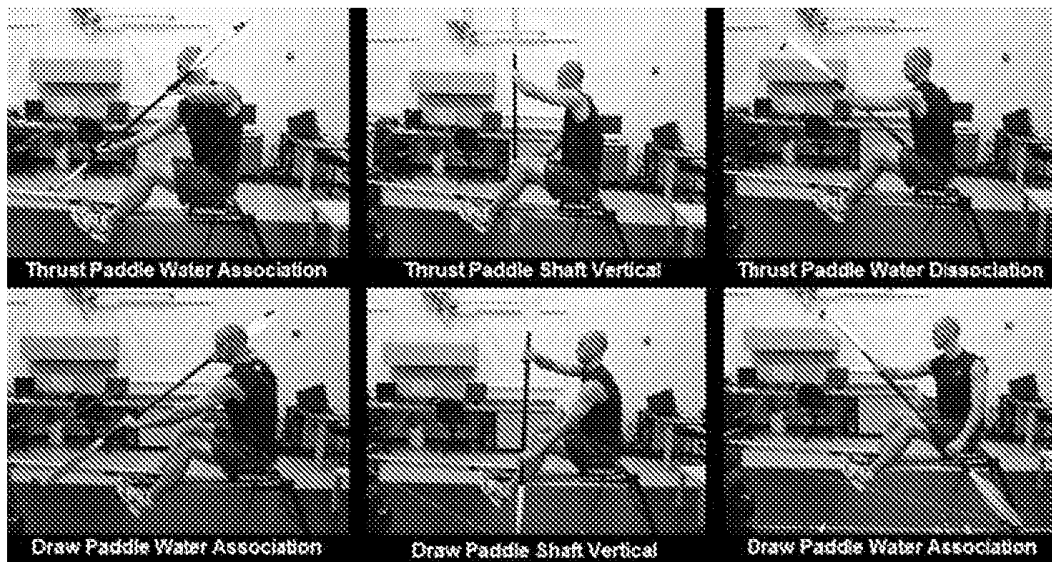 Thrust Paddle Water Association
Thrust Paddle Shaft Vertical
Thrust Paddle Water Dissociation
Draw Paddle Water Association
Draw Paddle Shaft Vertical
Draw Paddle Water Association